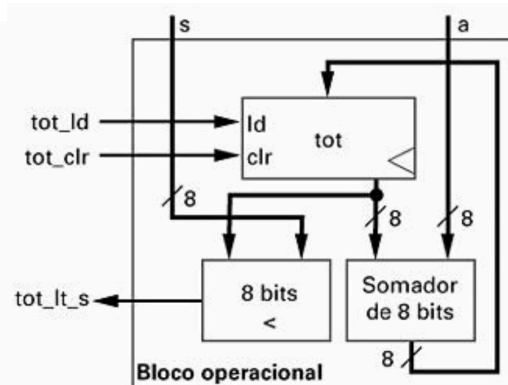 s
a
tot_ld
ld
tot
tot_clr
clr
8
8
8
tot_lt_s
8 bits
<
Somador
de 8 bits
8
Bloco operacional